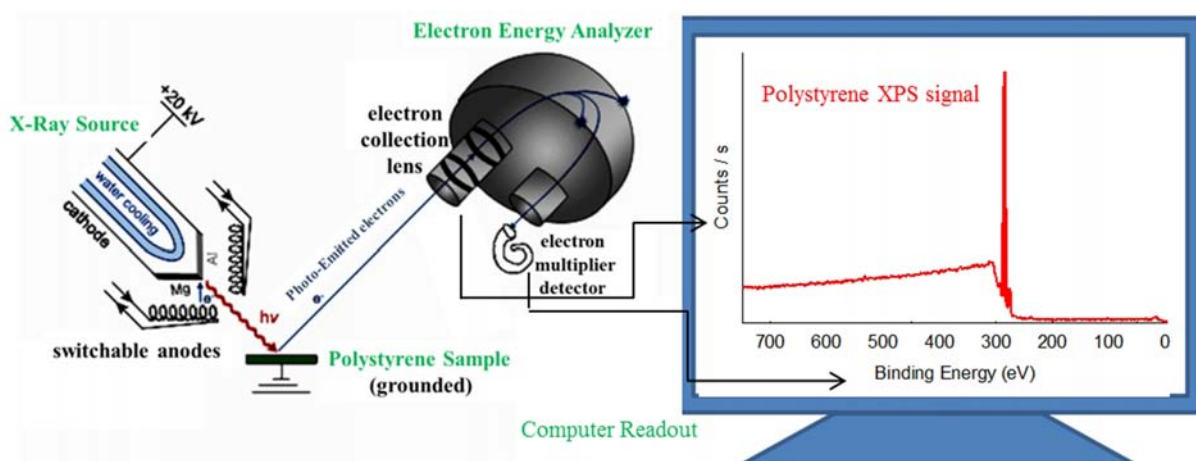 Electron Energy Analyzer
X-Ray Source
+20 kV
water cooling
cathode
Al
Mg
e-
hν
switchable anodes
electron
collection
lens
Photo-Emitted electrons
e-
electron
multiplier
detector
Polystyrene Sample
(grounded)
Computer Readout
Polystyrene XPS signal
Counts / s
700 600 500 400 300 200 100 0
Binding Energy (eV)